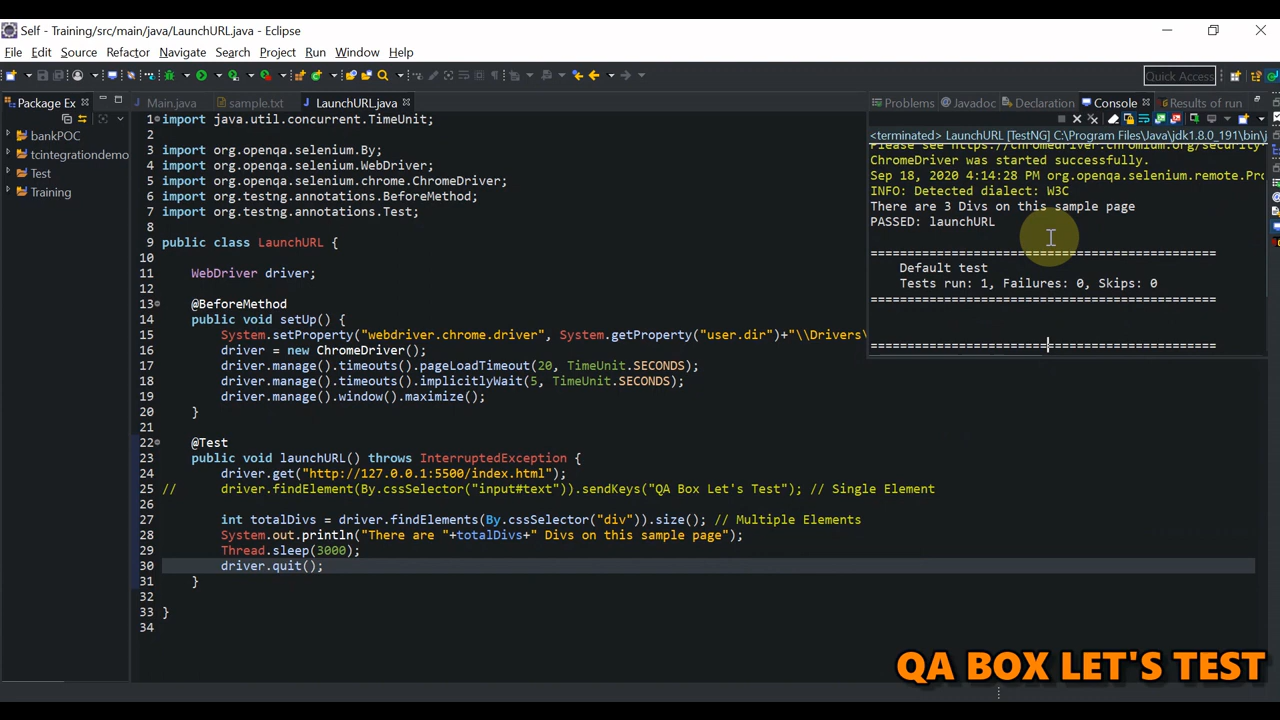 Self - Training/src/main/java/LaunchURL.java - Eclipse
File Edit Source Refactor Navigate Search Project Run Window Help
Quick Access
Package Ex
Main.java sample.txt LaunchURL.java
Problems Javadoc Declaration Console Results of run
bankPOC
tcintegrationdemo
Test
Training
1 import java.util.concurrent.TimeUnit;
2
3 import org.openqa.selenium.By;
4 import org.openqa.selenium.WebDriver;
5 import org.openqa.selenium.chrome.ChromeDriver;
6 import org.testng.annotations.BeforeMethod;
7 import org.testng.annotations.Test;
8
9 public class LaunchURL {
10
11 WebDriver driver;
12
13 @BeforeMethod
14 public void setUp() {
15 System.setProperty("webdriver.chrome.driver", System.getProperty("user.dir")+"\\Drivers\
16 driver = new ChromeDriver();
17 driver.manage().timeouts().pageLoadTimeout(20, TimeUnit.SECONDS);
18 driver.manage().timeouts().implicitlyWait(5, TimeUnit.SECONDS);
19 driver.manage().window().maximize();
20 }
21
22 @Test
23 public void launchURL() throws InterruptedException {
24 driver.get("http://127.0.0.1:5500/index.html");
25 // driver.findElement(By.cssSelector("input#text")).sendKeys("QA Box Let's Test"); // Single Element
26
27 int totalDivs = driver.findElements(By.cssSelector("div")).size(); // Multiple Elements
28 System.out.println("There are "+totalDivs+" Divs on this sample page");
29 Thread.sleep(3000);
30 driver.quit();
31 }
32
33 }
34
<terminated> LaunchURL [TestNG] C:\Program Files\Java\jdk1.8.0_191\bin\j
Please see https://chromedriver.chromium.org/security
ChromeDriver was started successfully.
Sep 18, 2020 4:14:28 PM org.openqa.selenium.remote.Pro
INFO: Detected dialect: W3C
There are 3 Divs on this sample page
PASSED: launchURL
===============================================
Default test
Tests run: 1, Failures: 0, Skips: 0
===============================================
===============================================
QA BOX LET'S TEST